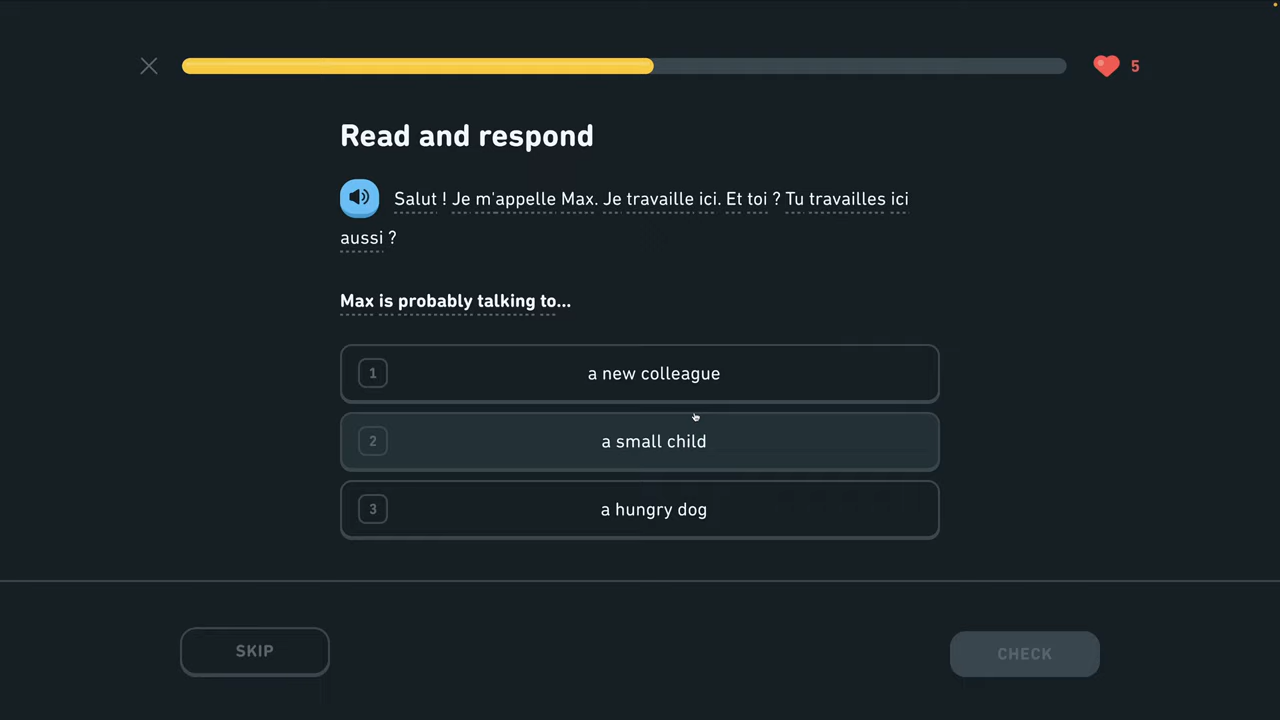 5
Read and respond
Salut ! Je m'appelle Max. Je travaille ici. Et toi ? Tu travailles ici
aussi ?
Max is probably talking to...
1 a new colleague
2 a small child
3 a hungry dog
SKIP
CHECK